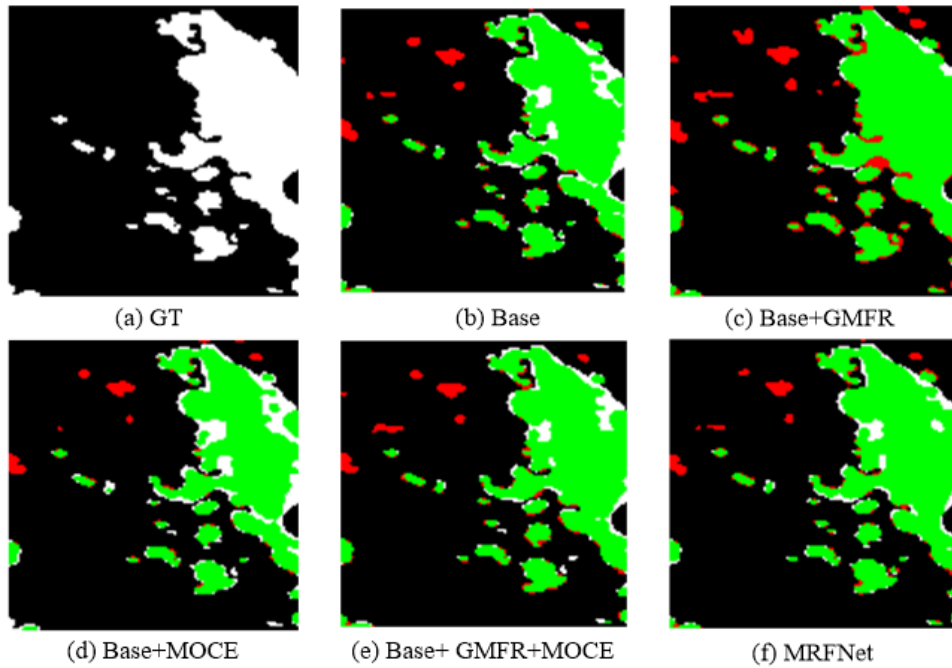 (a) GT
(b) Base
(c) Base+GMFR
(d) Base+MOCE
(e) Base+ GMFR+MOCE
(f) MRFNet